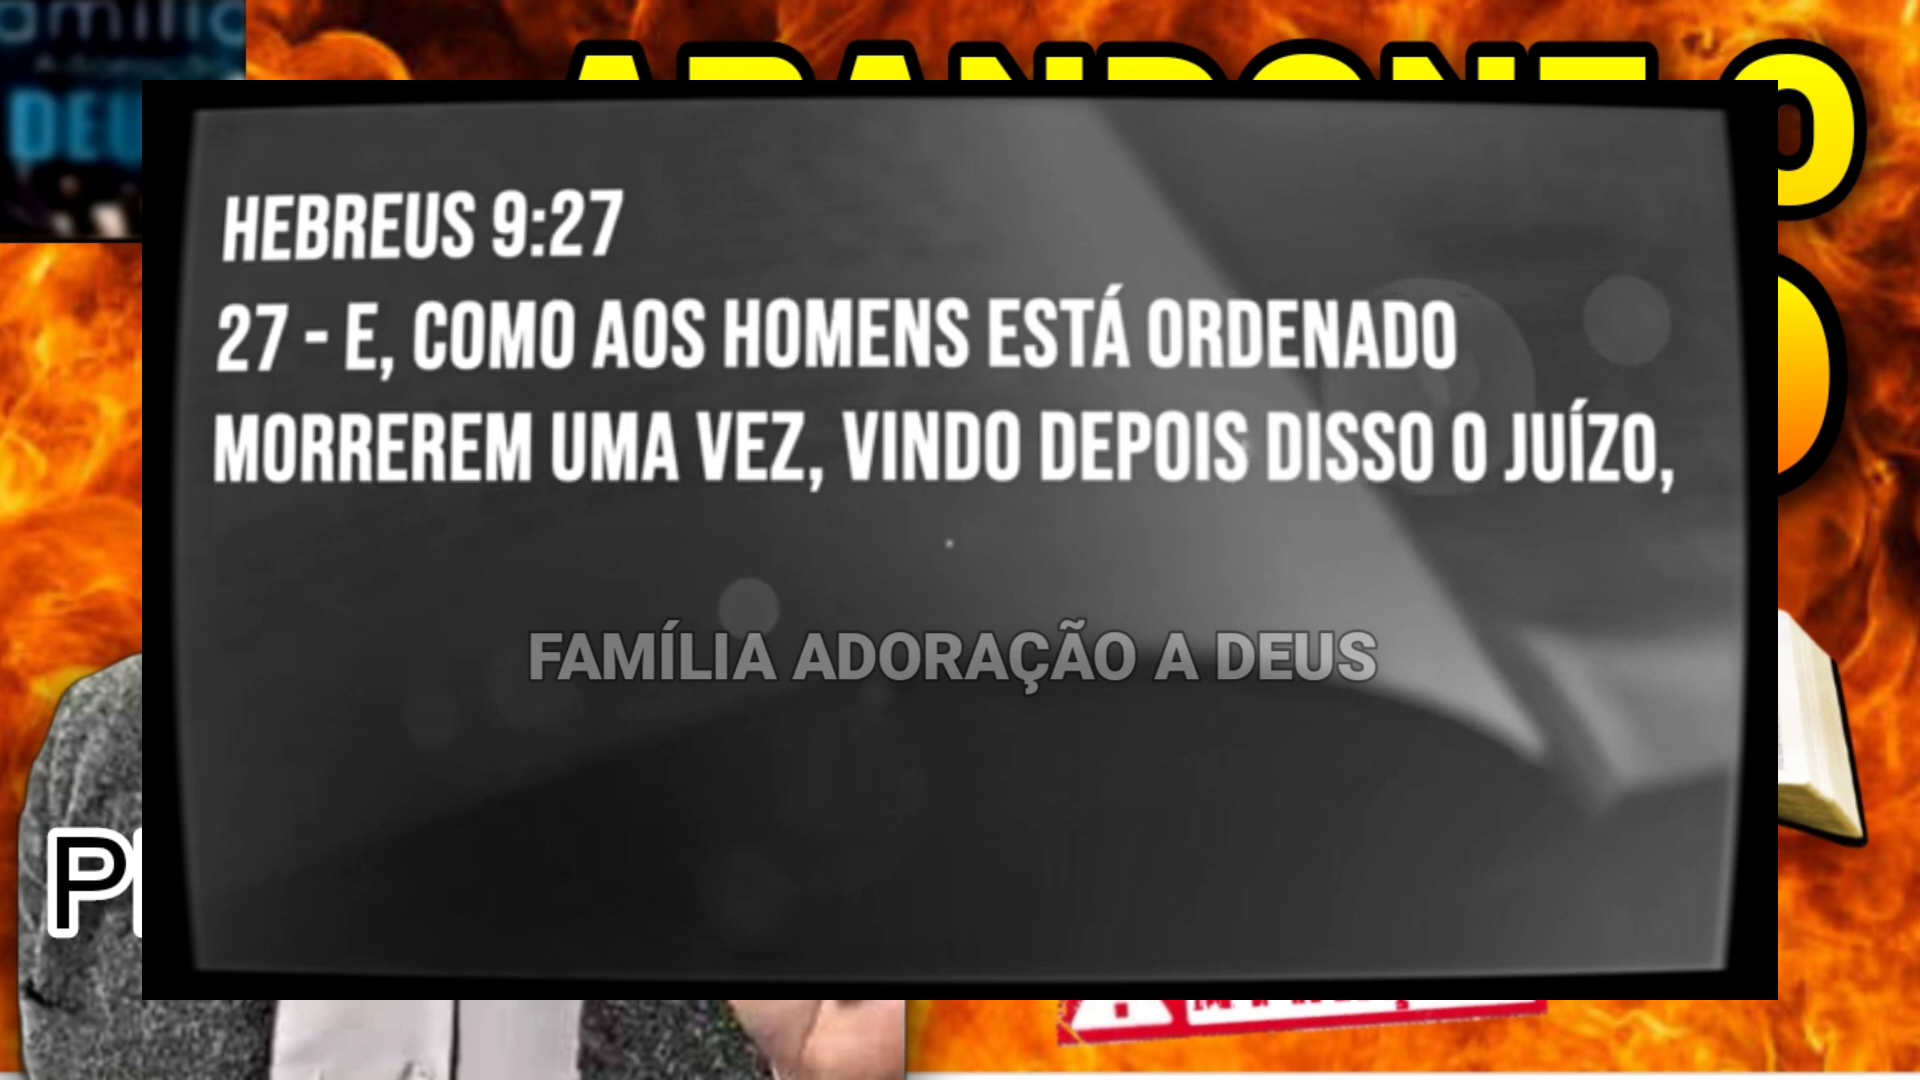 HEBREUS 9:27
27 - E, COMO AOS HOMENS ESTÁ ORDENADO
MORREREM UMA VEZ, VINDO DEPOIS DISSO O JUÍZO,
FAMÍLIA ADORAÇÃO A DEUS